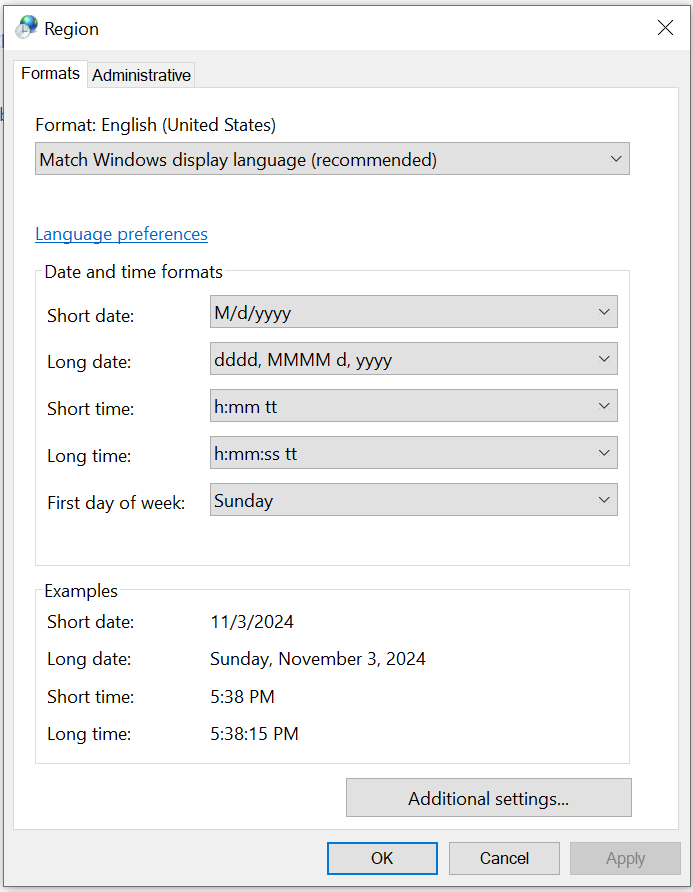 Region
Formats Administrative
Format: English (United States)
Match Windows display language (recommended)
Language preferences
Date and time formats
Short date: M/d/yyyy
Long date: dddd, MMMM d, yyyy
Short time: h:mm tt
Long time: h:mm:ss tt
First day of week: Sunday
Examples
Short date: 11/3/2024
Long date: Sunday, November 3, 2024
Short time: 5:38 PM
Long time: 5:38:15 PM
Additional settings...
OK Cancel Apply